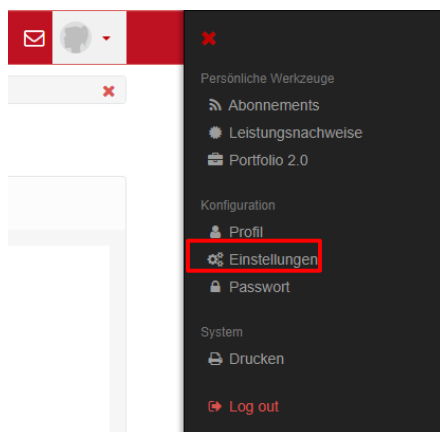 Persönliche Werkzeuge
Abonnements
Leistungsnachweise
Portfolio 2.0
Konfiguration
Profil
Einstellungen
Passwort
System
Drucken
Log out